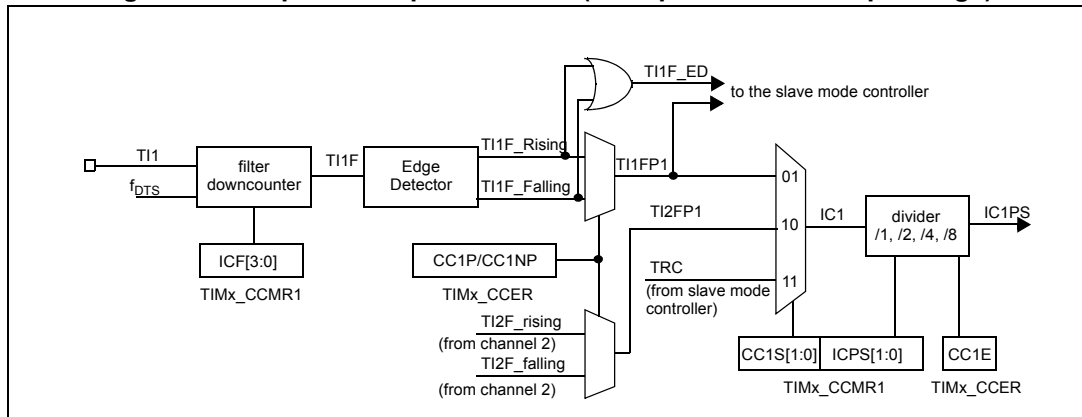 TI1F_ED
to the slave mode controller
TI1
f_DTS
filter
downcounter
TI1F
Edge
Detector
TI1F_Rising
TI1F_Falling
TI1FP1
01
TI2FP1
10
IC1
divider
/1, /2, /4, /8
IC1PS
ICF[3:0]
TIMx_CCMR1
CC1P/CC1NP
TIMx_CCER
TRC
11
(from slave mode
controller)
TI2F_rising
(from channel 2)
TI2F_falling
(from channel 2)
CC1S[1:0]
ICPS[1:0]
CC1E
TIMx_CCMR1
TIMx_CCER